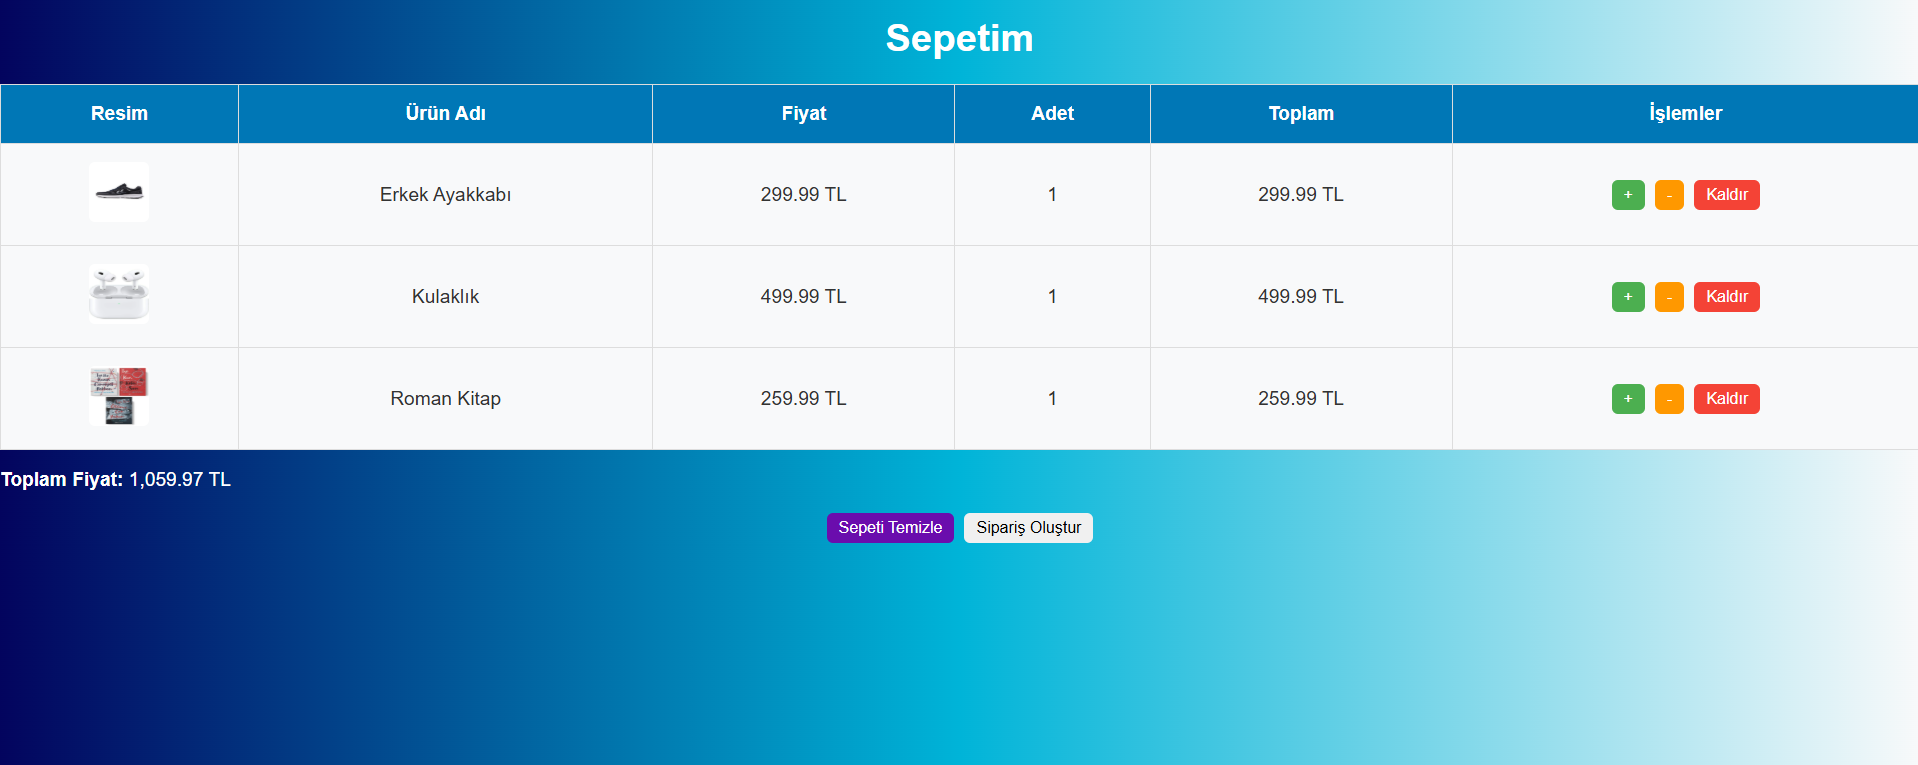 Sepetim
Resim Ürün Adı Fiyat Adet Toplam İşlemler
Erkek Ayakkabı 299.99 TL 1 299.99 TL + - Kaldır
Kulaklık 499.99 TL 1 499.99 TL + - Kaldır
Roman Kitap 259.99 TL 1 259.99 TL + - Kaldır
Toplam Fiyat: 1,059.97 TL
Sepeti Temizle Sipariş Oluştur